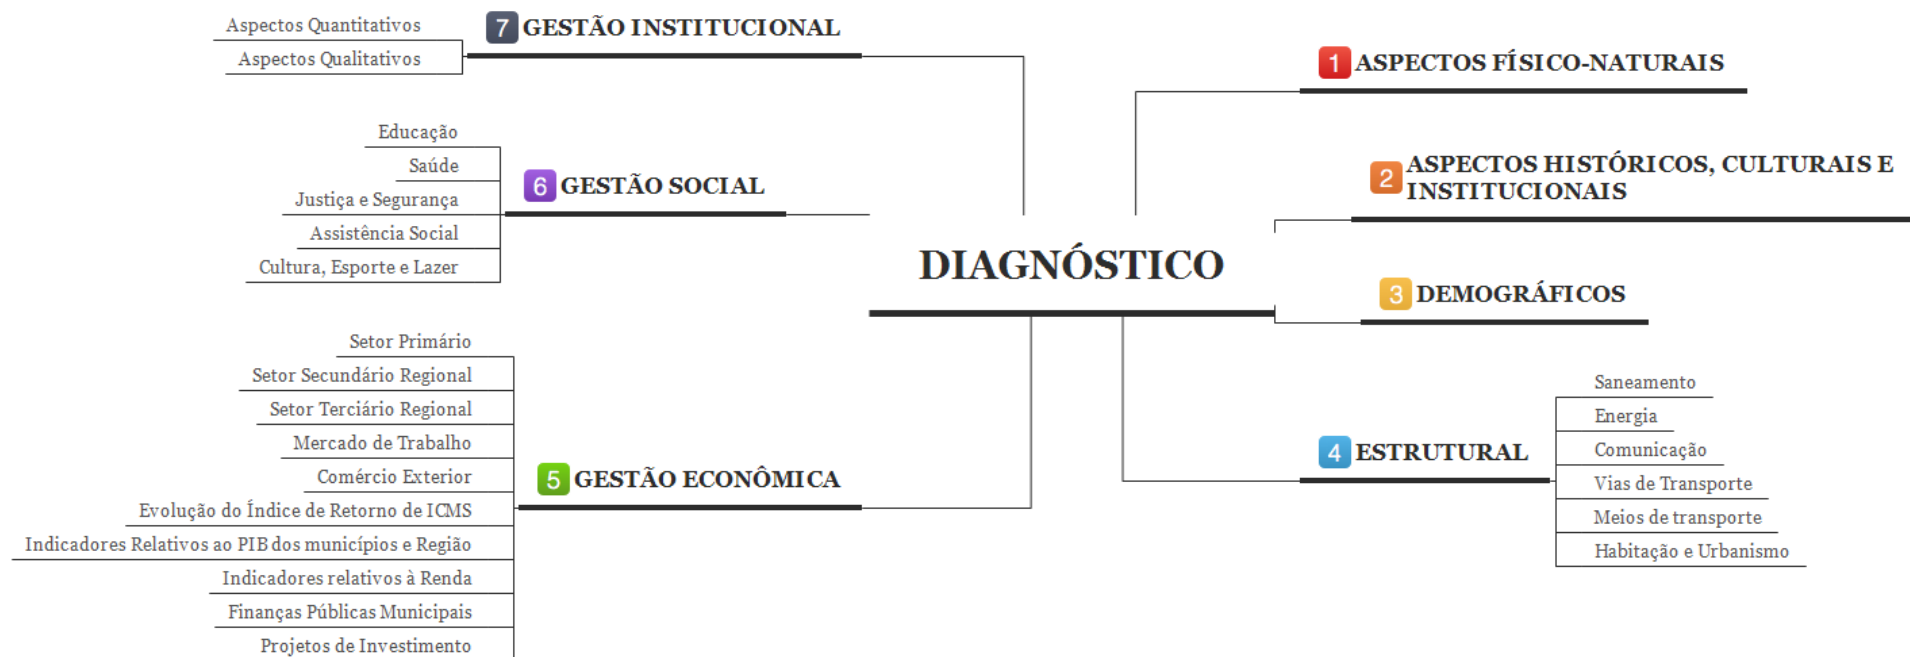 DIAGNÓSTICO
1 ASPECTOS FÍSICO-NATURAIS
2 ASPECTOS HISTÓRICOS, CULTURAIS E
INSTITUCIONAIS
3 DEMOGRÁFICOS
4 ESTRUTURAL
Saneamento
Energia
Comunicação
Vias de Transporte
Meios de transporte
Habitação e Urbanismo
5 GESTÃO ECONÔMICA
Setor Primário
Setor Secundário Regional
Setor Terciário Regional
Mercado de Trabalho
Comércio Exterior
Evolução do Índice de Retorno de ICMS
Indicadores Relativos ao PIB dos municípios e Região
Indicadores relativos à Renda
Finanças Públicas Municipais
Projetos de Investimento
6 GESTÃO SOCIAL
Educação
Saúde
Justiça e Segurança
Assistência Social
Cultura, Esporte e Lazer
7 GESTÃO INSTITUCIONAL
Aspectos Quantitativos
Aspectos Qualitativos